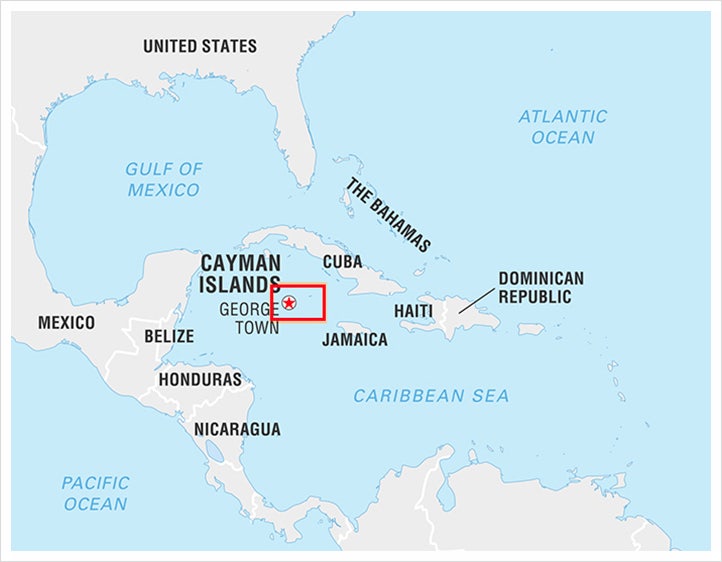 UNITED STATES
ATLANTIC
OCEAN
GULF OF
MEXICO
THE BAHAMAS
CAYMAN
ISLANDS
CUBA
GEORGE
TOWN
DOMINICAN
REPUBLIC
HAITI
MEXICO
BELIZE
JAMAICA
HONDURAS
CARIBBEAN SEA
NICARAGUA
PACIFIC
OCEAN